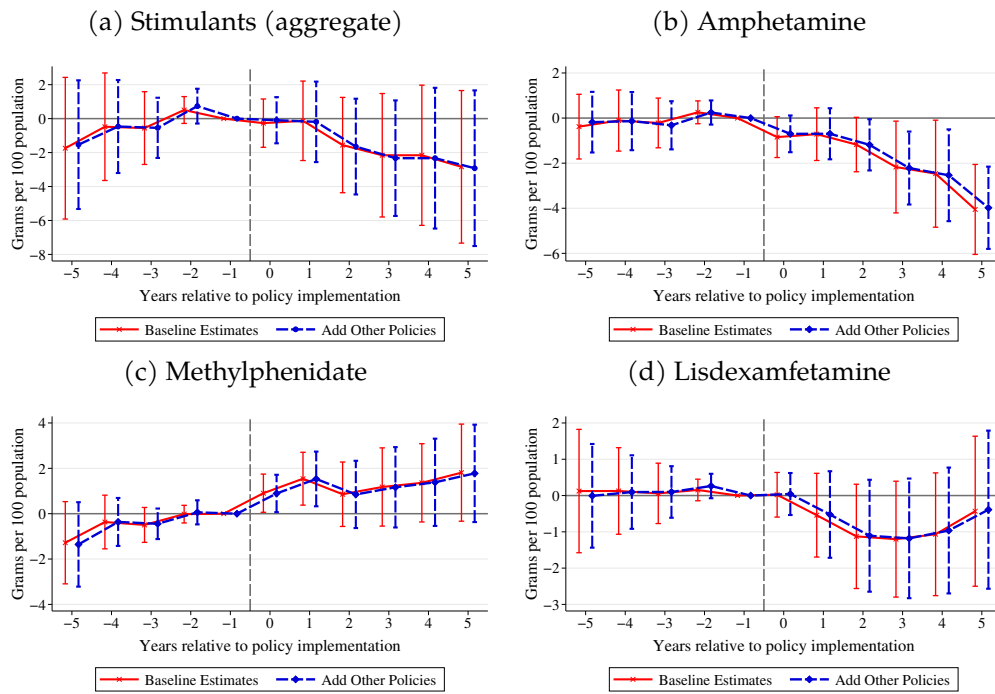 (a) Stimulants (aggregate)
Grams per 100 population
2
0
−2
−4
−6
−8
−5 −4 −3 −2 −1 0 1 2 3 4 5
Years relative to policy implementation
Baseline Estimates Add Other Policies
(b) Amphetamine
Grams per 100 population
2
0
−2
−4
−6
−5 −4 −3 −2 −1 0 1 2 3 4 5
Years relative to policy implementation
Baseline Estimates Add Other Policies
(c) Methylphenidate
Grams per 100 population
4
2
0
−2
−4
−5 −4 −3 −2 −1 0 1 2 3 4 5
Years relative to policy implementation
Baseline Estimates Add Other Policies
(d) Lisdexamfetamine
Grams per 100 population
2
1
0
−1
−2
−3
−5 −4 −3 −2 −1 0 1 2 3 4 5
Years relative to policy implementation
Baseline Estimates Add Other Policies